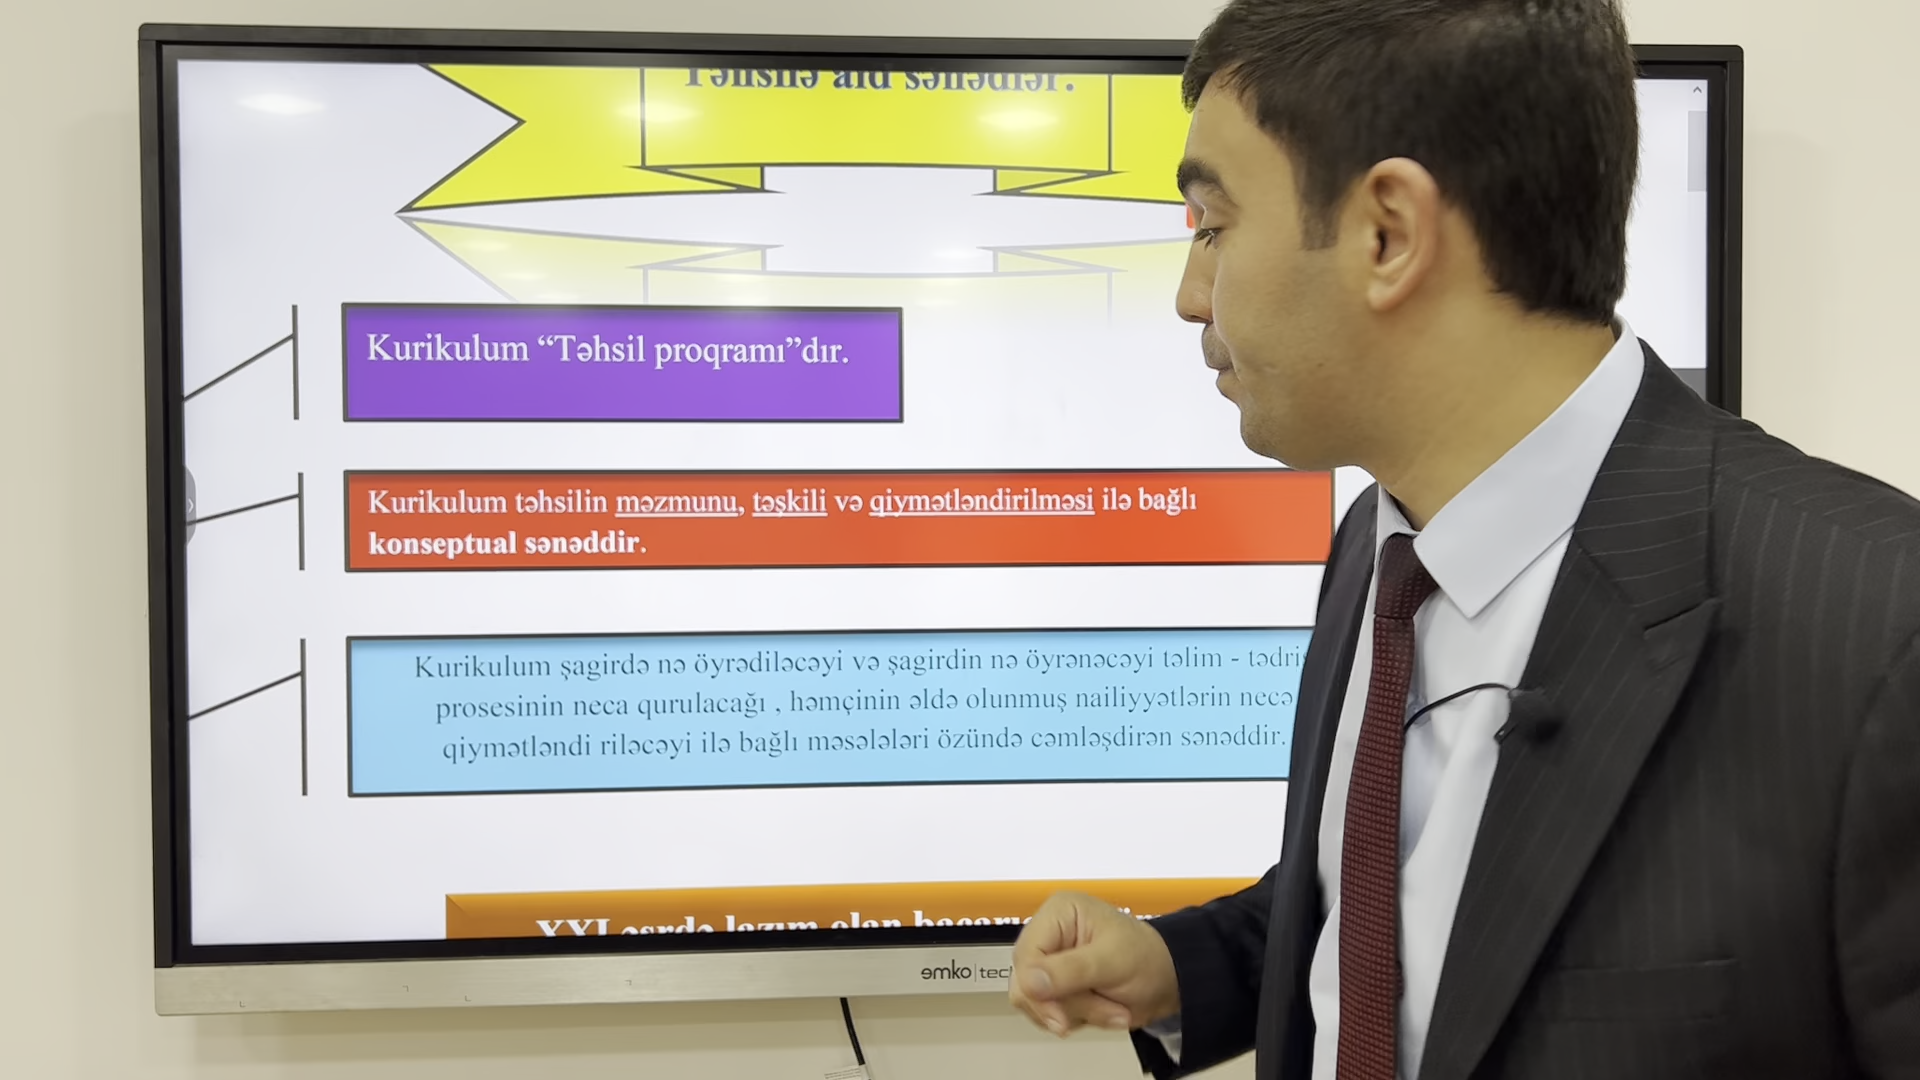 Təhsilə aid sənədlər.
Kurikulum “Təhsil proqramı”dır.
Kurikulum təhsilin məzmunu, təşkili və qiymətləndirilməsi ilə bağlı
konseptual sənəddir.
Kurikulum şagirdə nə öyrədiləcəyi və şagirdin nə öyrənəcəyi təlim - tədris
prosesinin neca qurulacağı , həmçinin əldə olunmuş nailiyyətlərin necə
qiymətləndi riləcəyi ilə bağlı məsələləri özündə cəmləşdirən sənəddir.
XXI əsrdə lazım olan
emko